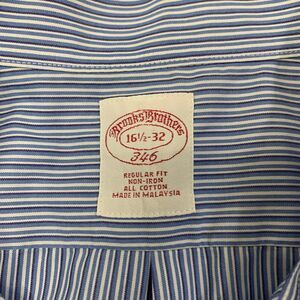 Brooks Brothers
16½-32
346
REGULAR FIT
NON-IRON
ALL COTTON
MADE IN MALAYSIA